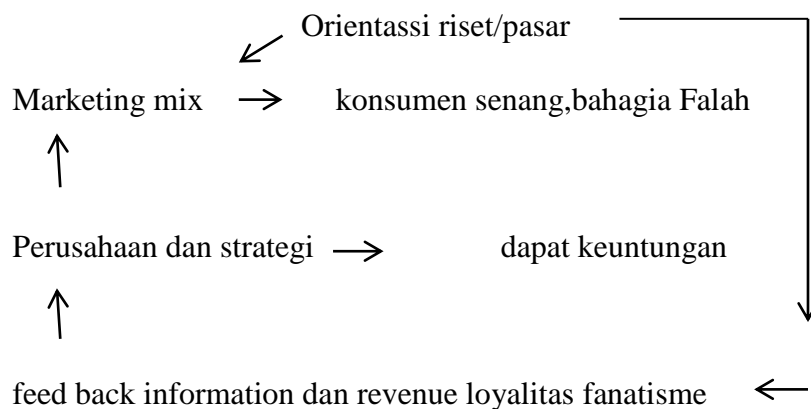 Orientassi riset/pasar
Marketing mix konsumen senang,bahagia Falah
Perusahaan dan strategi dapat keuntungan
feed back information dan revenue loyalitas fanatisme